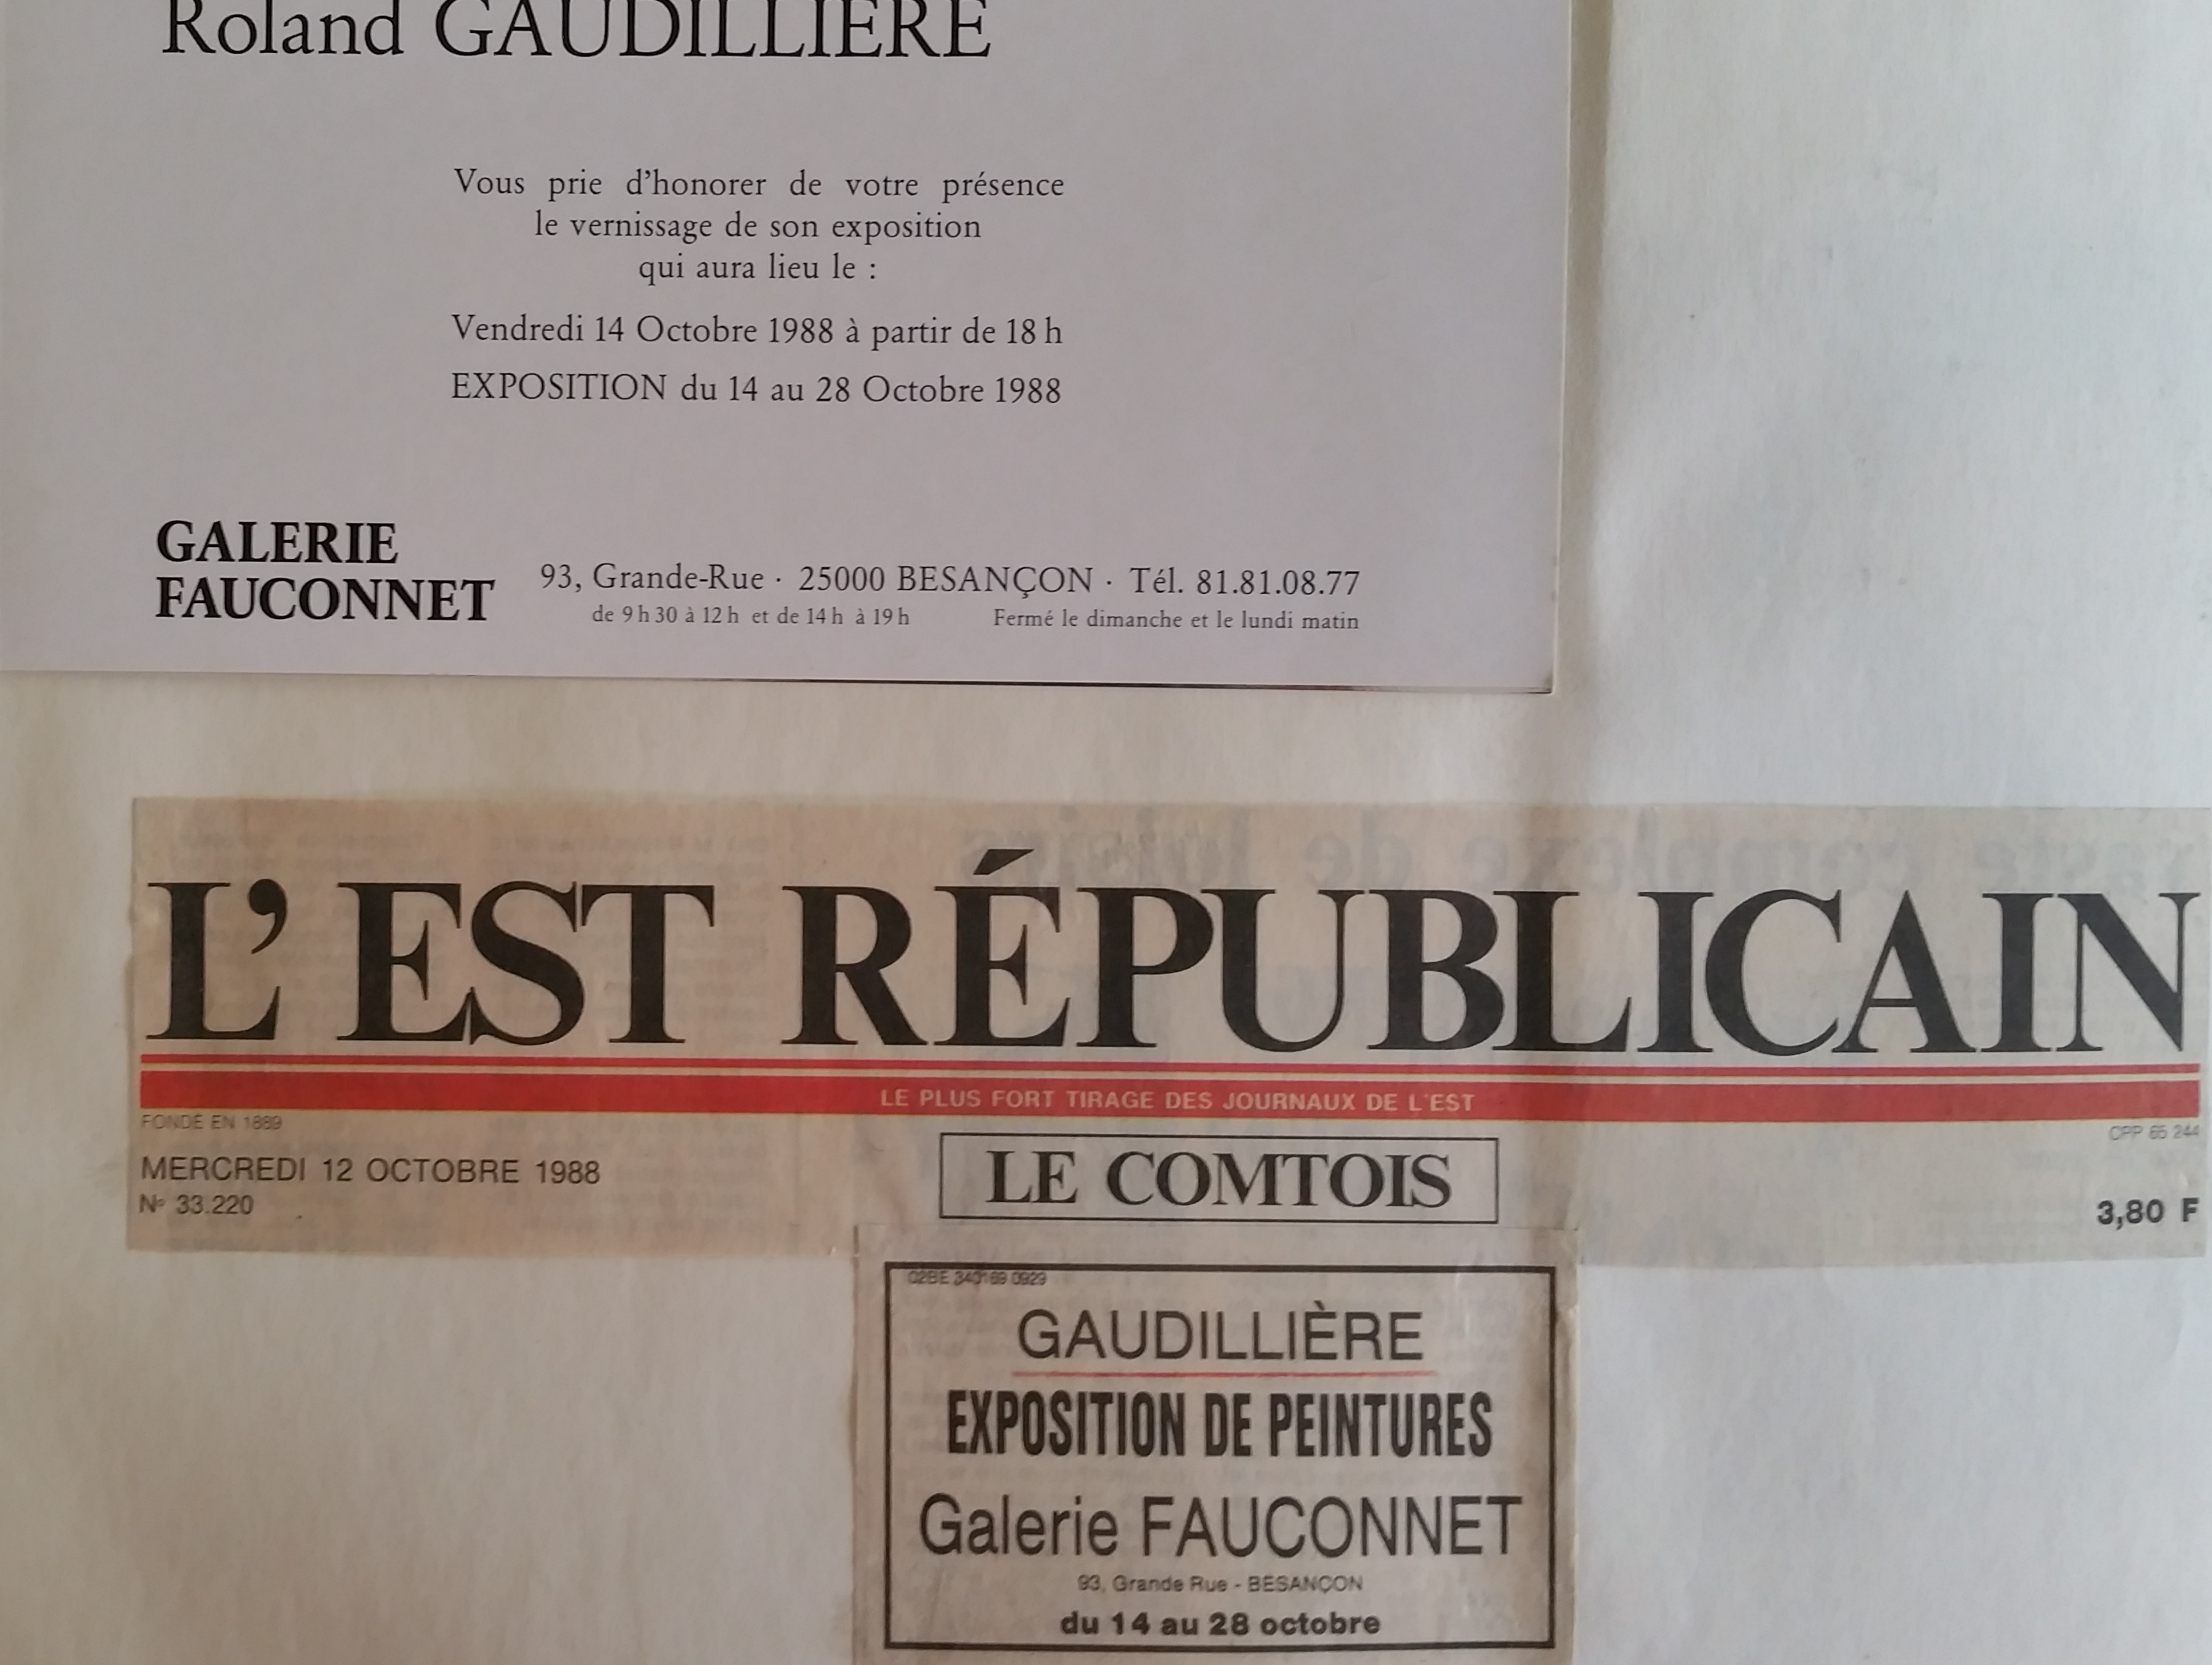 Roland GAUDILLIÈRE
Vous prie d'honorer de votre présence
le vernissage de son exposition
qui aura lieu le :
Vendredi 14 Octobre 1988 à partir de 18 h
EXPOSITION du 14 au 28 Octobre 1988
GALERIE
FAUCONNET
93, Grande-Rue · 25000 BESANÇON · Tél. 81.81.08.77
de 9 h 30 à 12 h et de 14 h à 19 h Fermé le dimanche et le lundi matin
L'EST RÉPUBLICAIN
LE PLUS FORT TIRAGE DES JOURNAUX DE L'EST
FONDÉ EN 1889
CPP 65 244
MERCREDI 12 OCTOBRE 1988
N° 33.220
LE COMTOIS
3,80 F
GAUDILLIÈRE
EXPOSITION DE PEINTURES
Galerie FAUCONNET
93, Grande Rue - BESANÇON
du 14 au 28 octobre